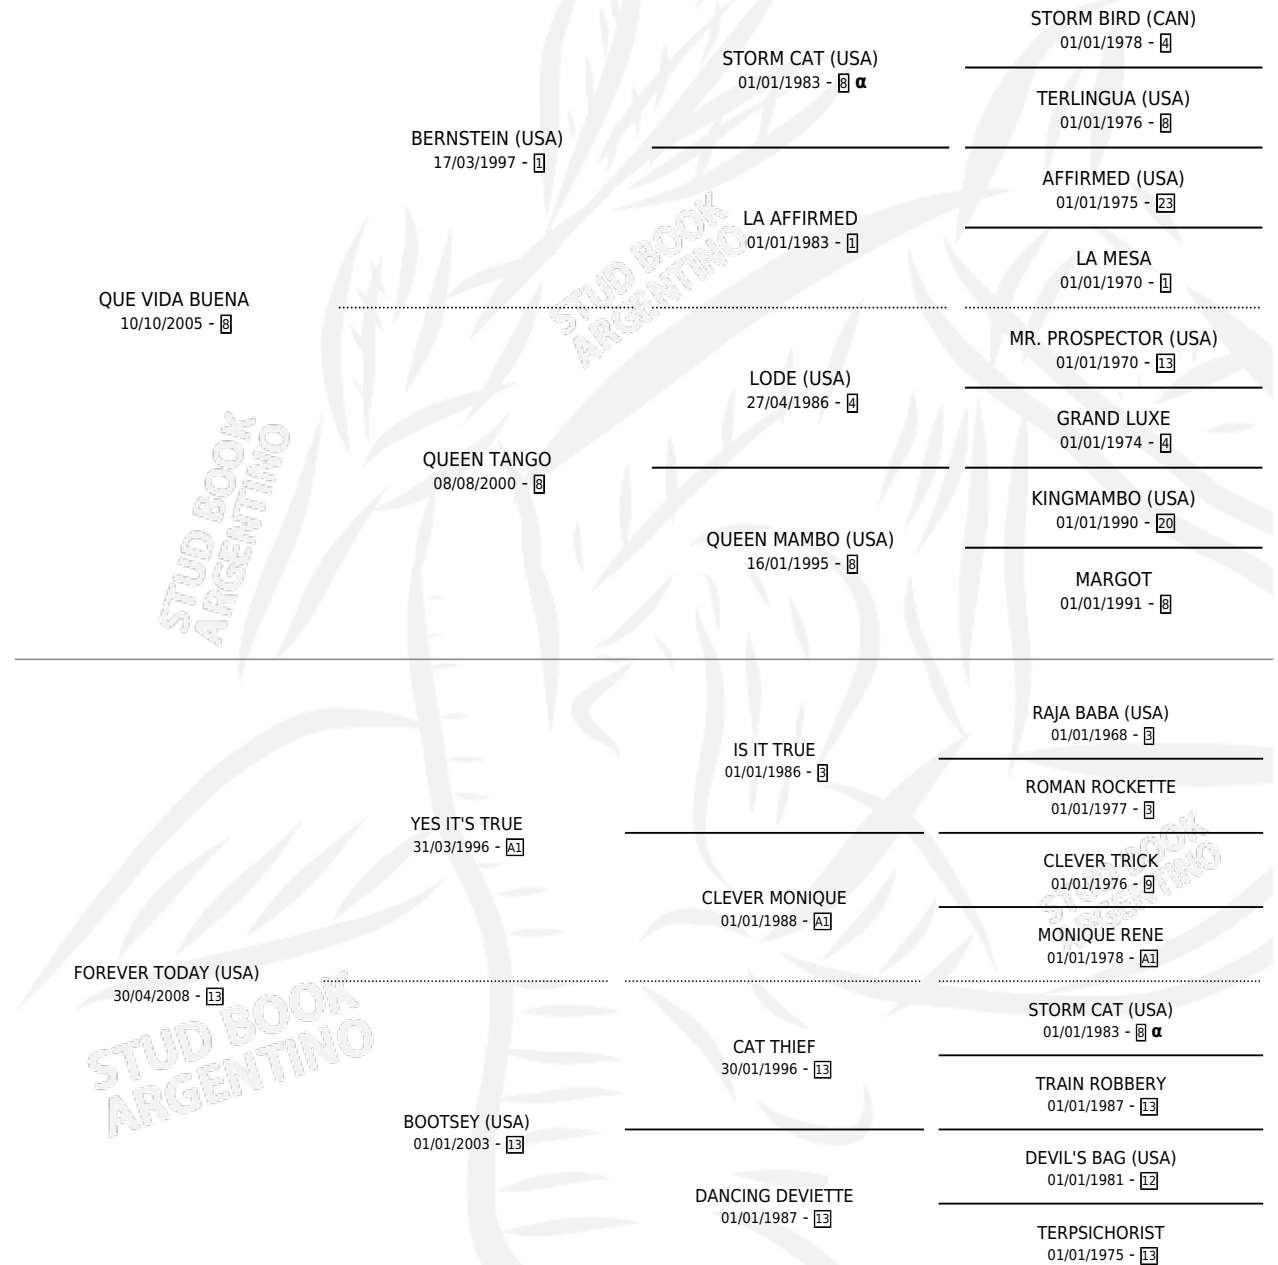 STORM BIRD (CAN)
01/01/1978 - 4
STORM CAT (USA)
01/01/1983 - 8 α
TERLINGUA (USA)
01/01/1976 - 8
BERNSTEIN (USA)
17/03/1997 - 1
AFFIRMED (USA)
01/01/1975 - 23
LA AFFIRMED
01/01/1983 - 1
LA MESA
01/01/1970 - 1
QUE VIDA BUENA
10/10/2005 - 8
MR. PROSPECTOR (USA)
01/01/1970 - 13
LODE (USA)
27/04/1986 - 4
GRAND LUXE
01/01/1974 - 4
QUEEN TANGO
08/08/2000 - 8
KINGMAMBO (USA)
01/01/1990 - 20
QUEEN MAMBO (USA)
16/01/1995 - 8
MARGOT
01/01/1991 - 8
RAJA BABA (USA)
01/01/1968 - 3
IS IT TRUE
01/01/1986 - 3
ROMAN ROCKETTE
01/01/1977 - 3
YES IT'S TRUE
31/03/1996 - A1
CLEVER TRICK
01/01/1976 - 9
CLEVER MONIQUE
01/01/1988 - A1
MONIQUE RENE
01/01/1978 - A1
FOREVER TODAY (USA)
30/04/2008 - 13
STORM CAT (USA)
01/01/1983 - 8 α
CAT THIEF
30/01/1996 - 13
TRAIN ROBBERY
01/01/1987 - 13
BOOTSEY (USA)
01/01/2003 - 13
DEVIL'S BAG (USA)
01/01/1981 - 12
DANCING DEVIETTE
01/01/1987 - 13
TERPSICHORIST
01/01/1975 - 13
STUD BOOK
ARGENTINO
STUD BOOK
ARGENTINO
STUD BOOK
ARGENTINO
STUD BOOK
ARGENTINO